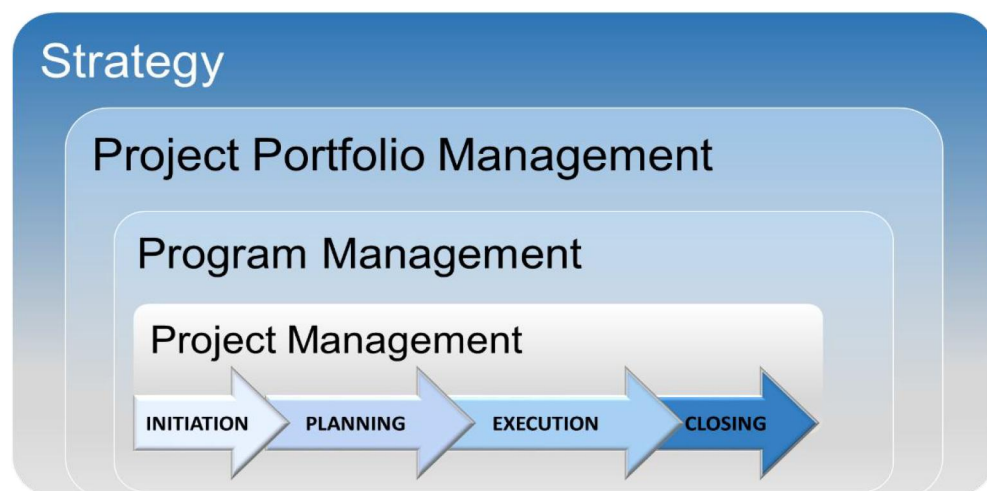 Strategy
Project Portfolio Management
Program Management
Project Management
INITIATION PLANNING EXECUTION CLOSING